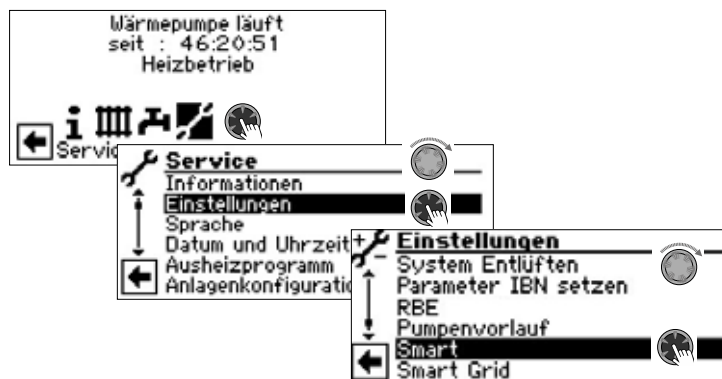 Wärmepumpe läuft
seit : 46:20:51
Heizbetrieb
Servic
Service
Informationen
Einstellungen
Sprache
Datum und Uhrzeit
Ausheizprogramm
Anlagenkonfiguratio
Einstellungen
System Entlüften
Parameter IBN setzen
RBE
Pumpenvorlauf
Smart
Smart Grid